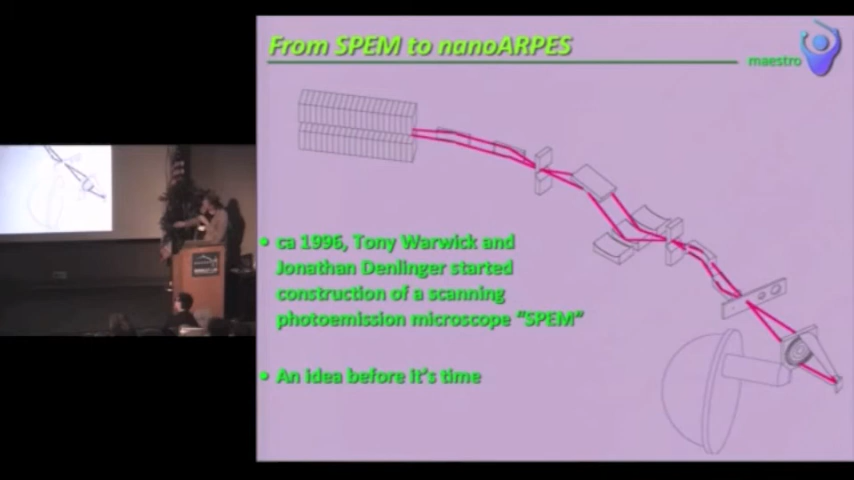 From SPEM to nanoARPES
maestro
• ca 1996, Tony Warwick and
Jonathan Denlinger started
construction of a scanning
photoemission microscope "SPEM"
• An idea before it's time